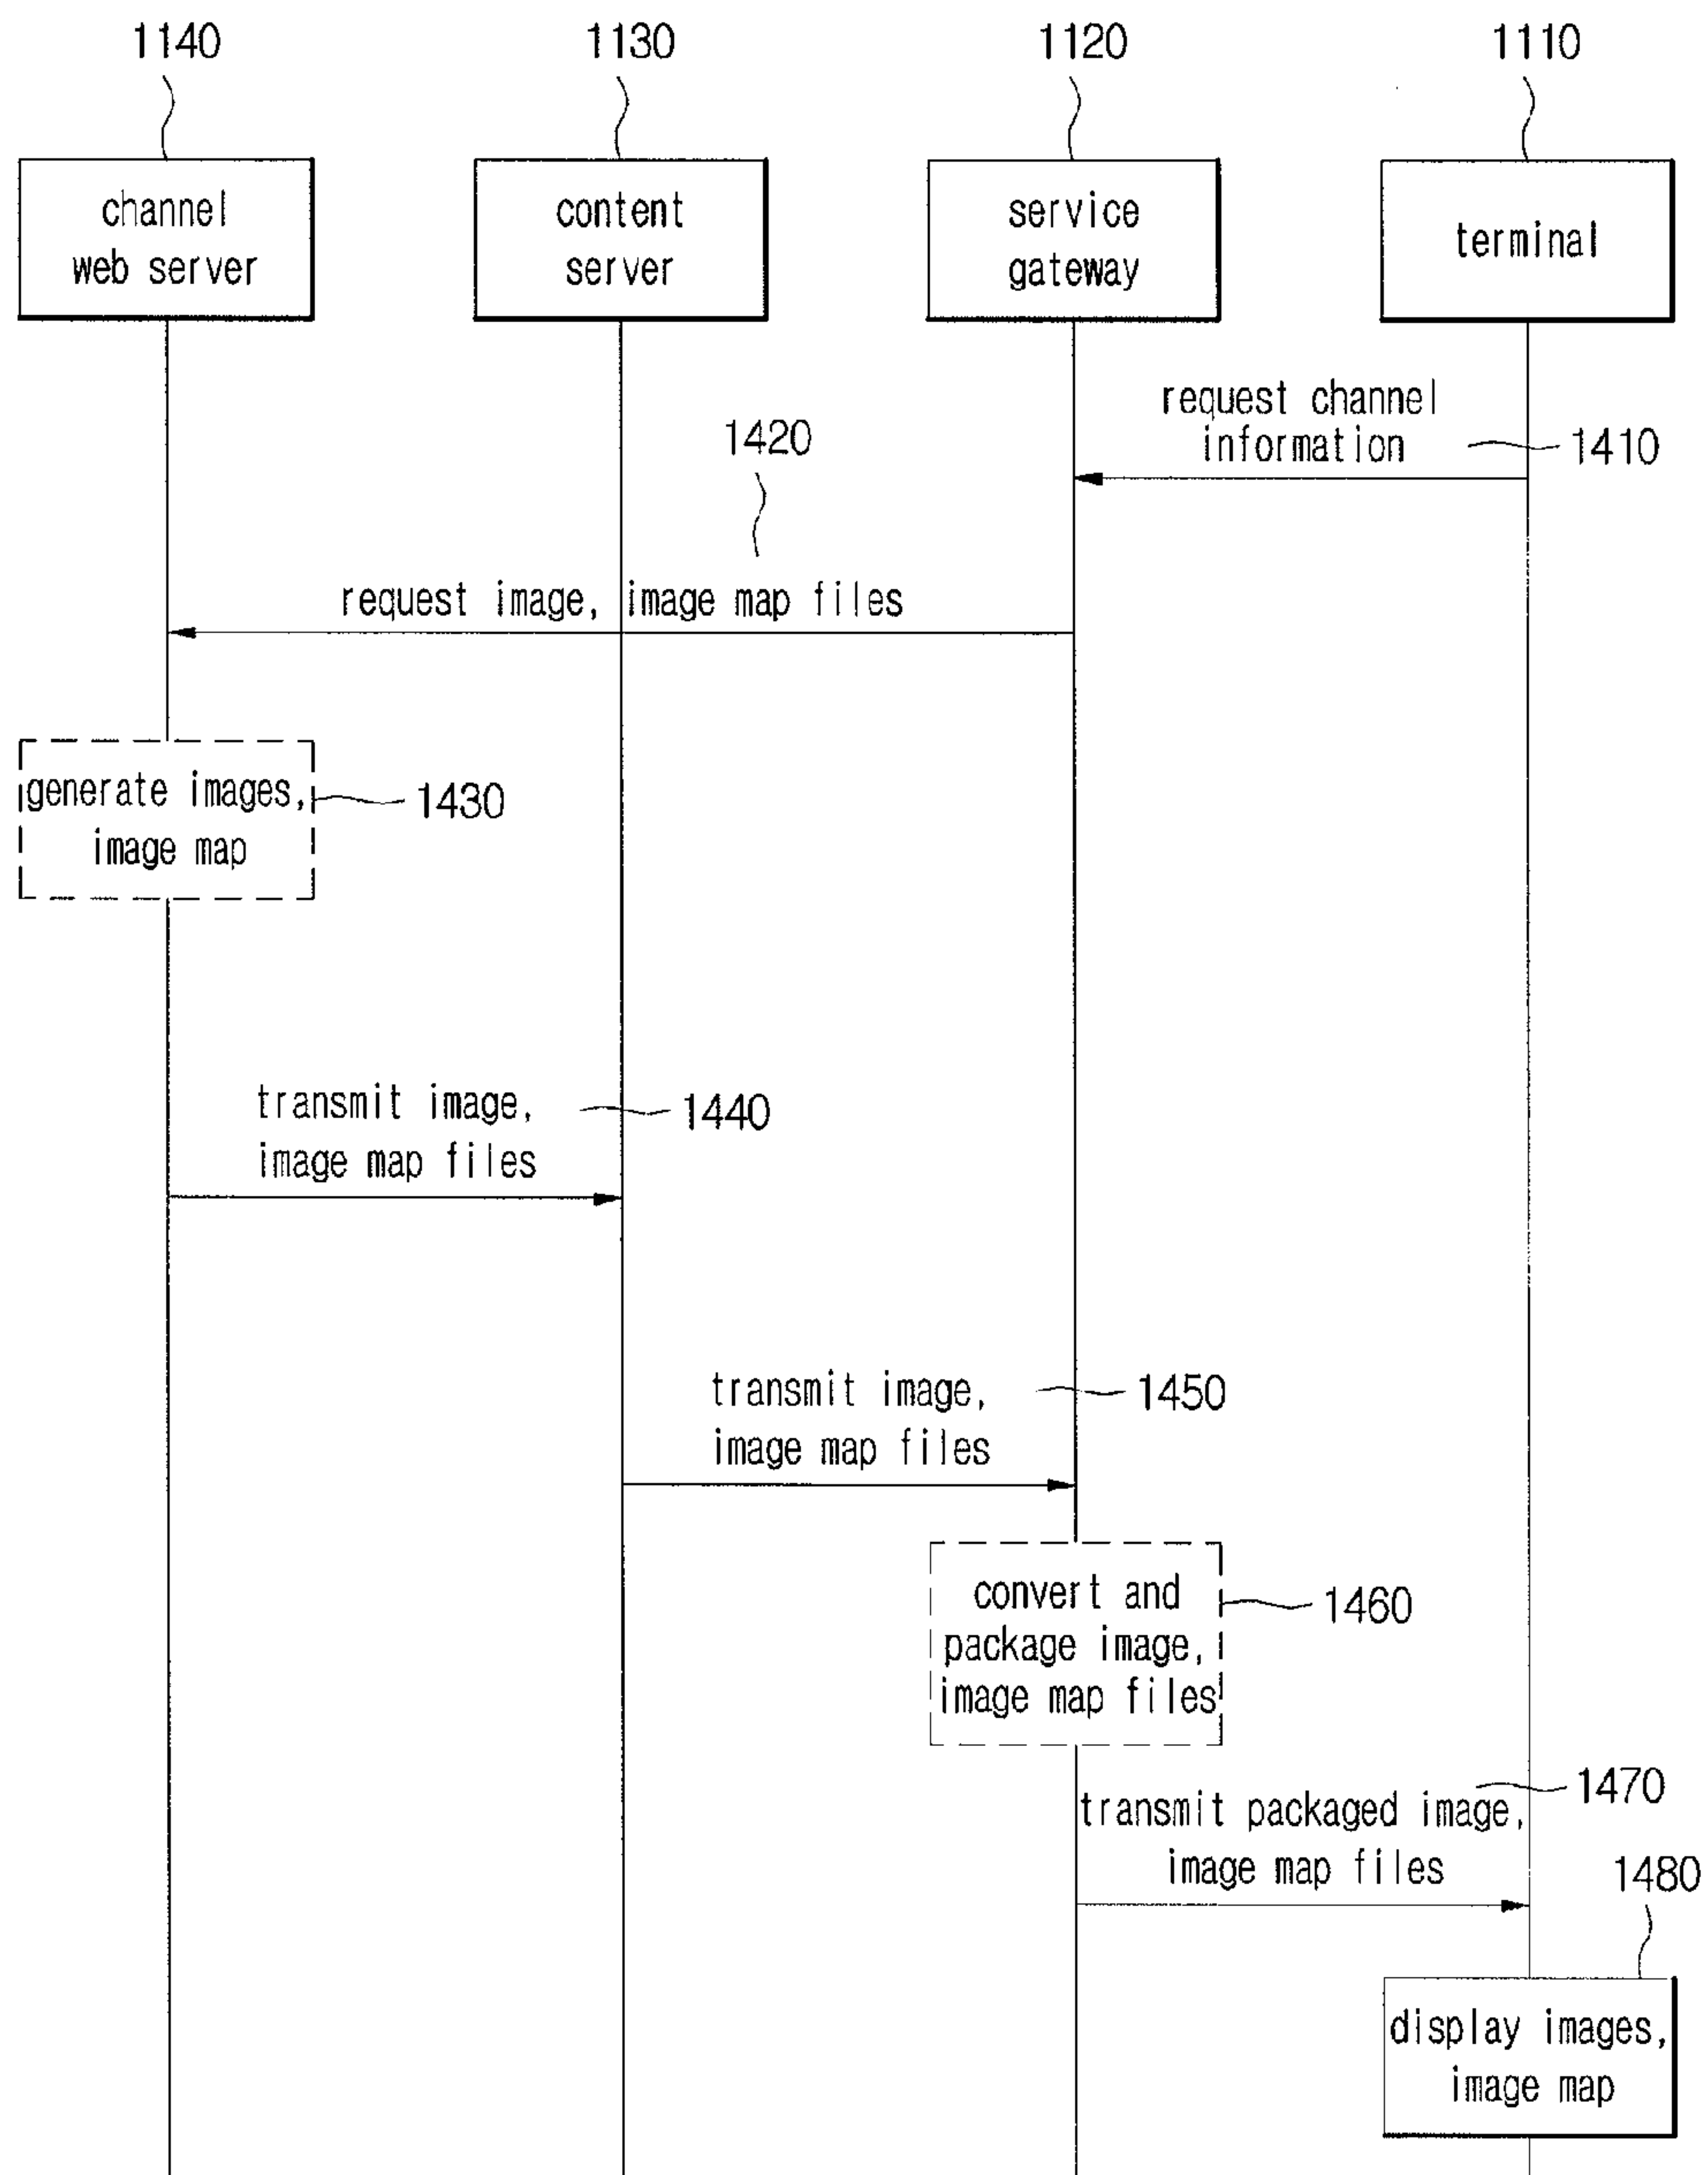 1140
1130
1120
1110
channel
web server
content
server
service
gateway
terminal
request channel
information
1410
1420
request image, image map files
generate images,
image map
1430
transmit image,
image map files
1440
transmit image,
image map files
1450
convert and
package image,
image map files
1460
1470
transmit packaged image,
image map files
1480
display images,
image map